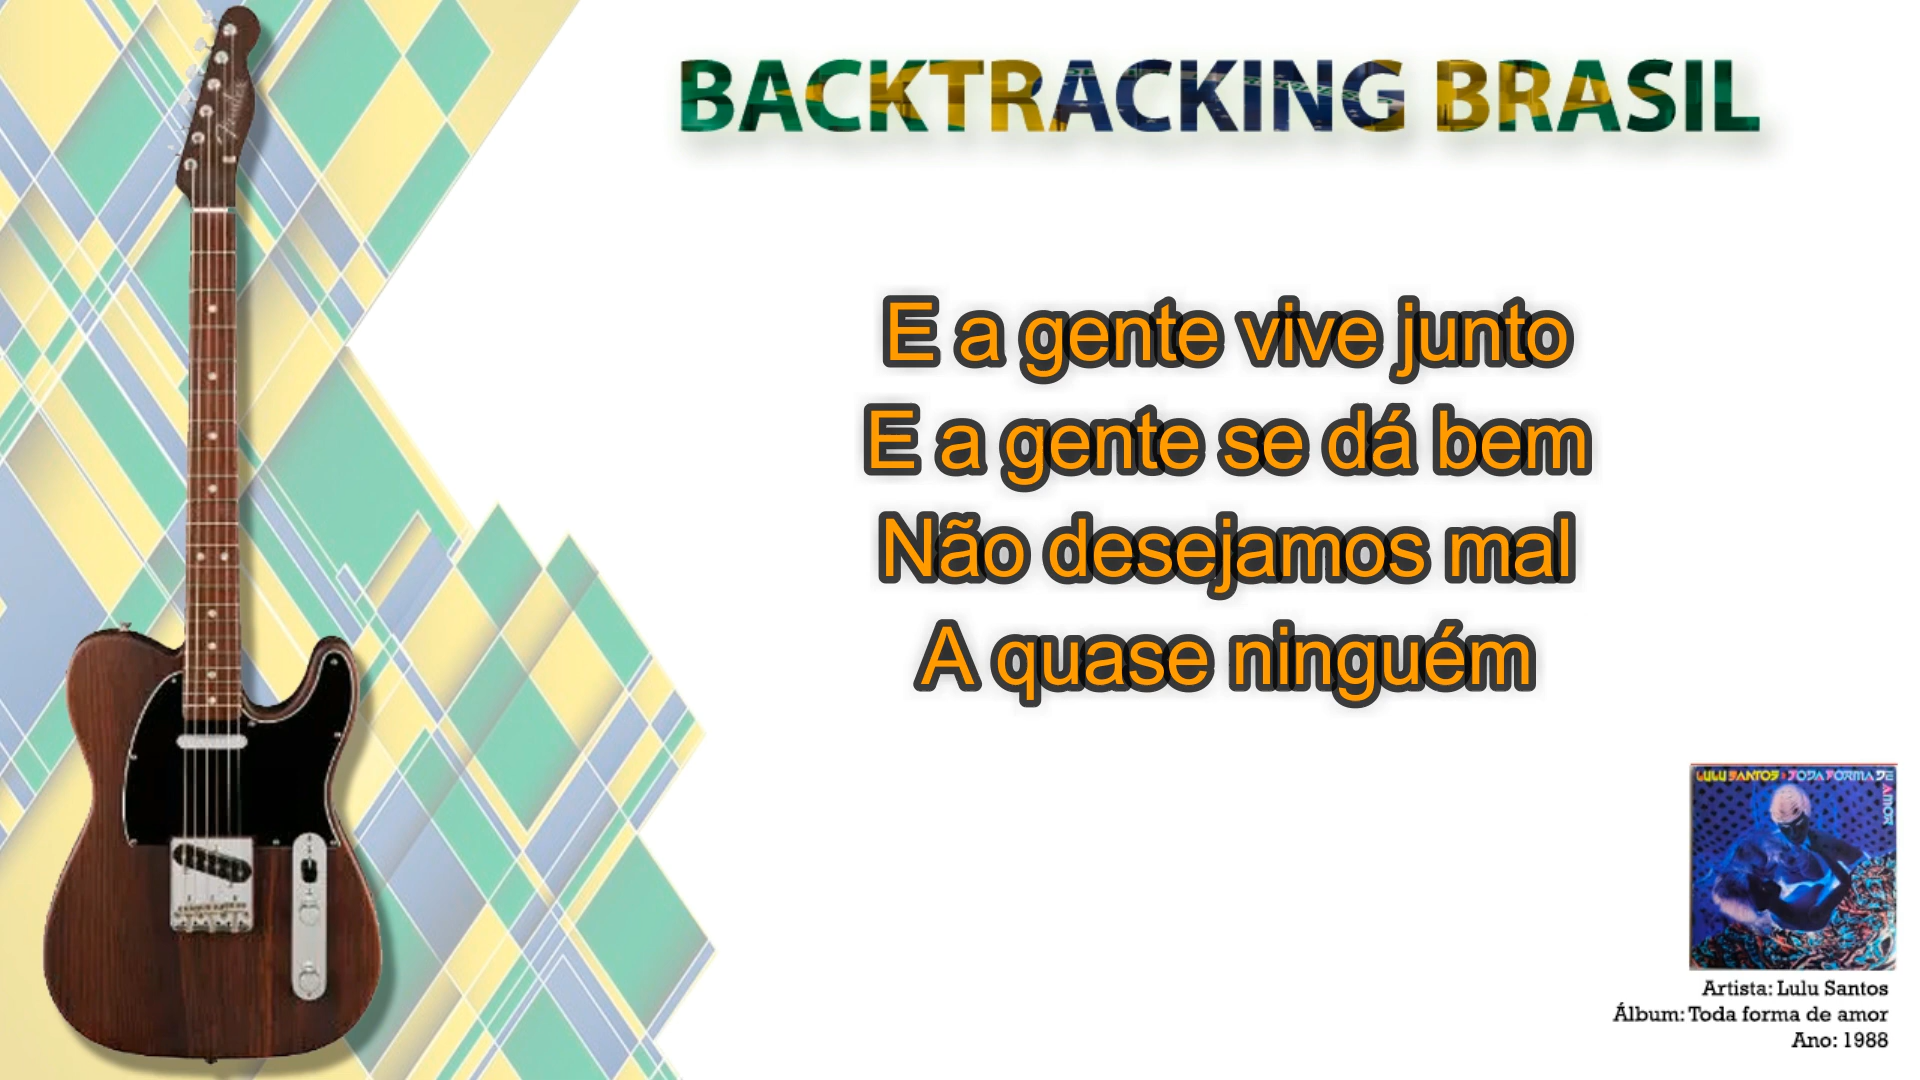 BACKTRACKING BRASIL
E a gente vive junto
E a gente se dá bem
Não desejamos mal
A quase ninguém
Fender
LULU SANTOS TODA FORMA DE AMOR
Artista: Lulu Santos
Álbum: Toda forma de amor
Ano: 1988